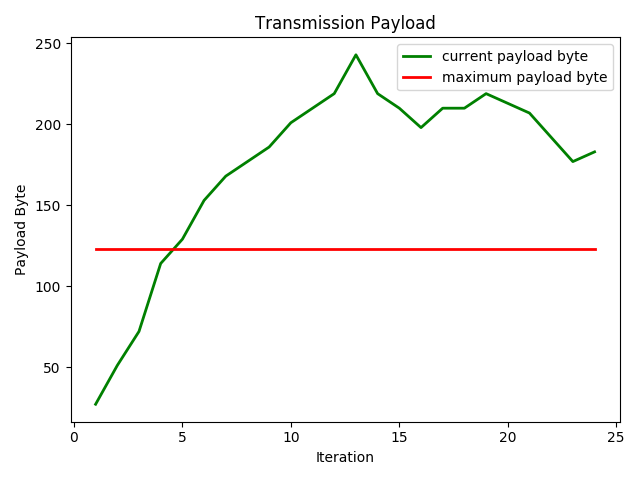 Transmission Payload
250
200
150
100
50
Payload Byte
current payload byte
maximum payload byte
0
5
10
15
20
25
Iteration